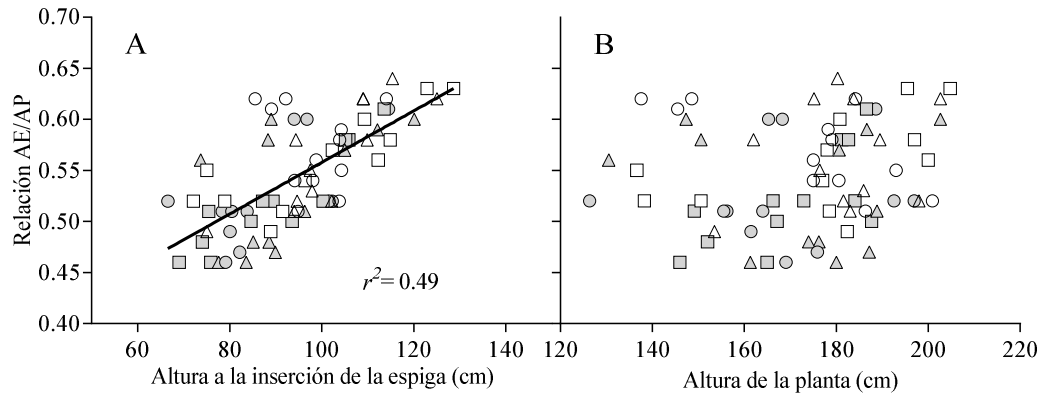 0.70
0.65
0.60
0.55
0.50
0.45
0.40
Relación AE/AP
A
r²= 0.49
60 80 100 120 140
Altura a la inserción de la espiga (cm)
B
120 140 160 180 200 220
Altura de la planta (cm)